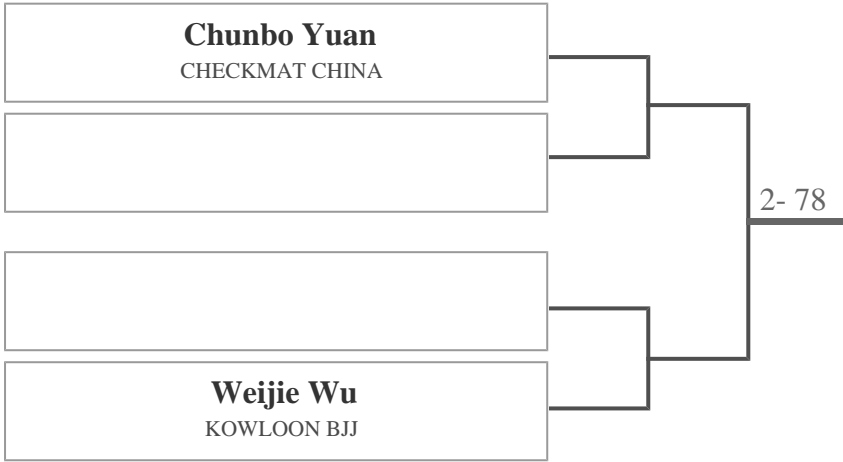 Chunbo Yuan
CHECKMAT CHINA
2- 78
Weijie Wu
KOWLOON BJJ